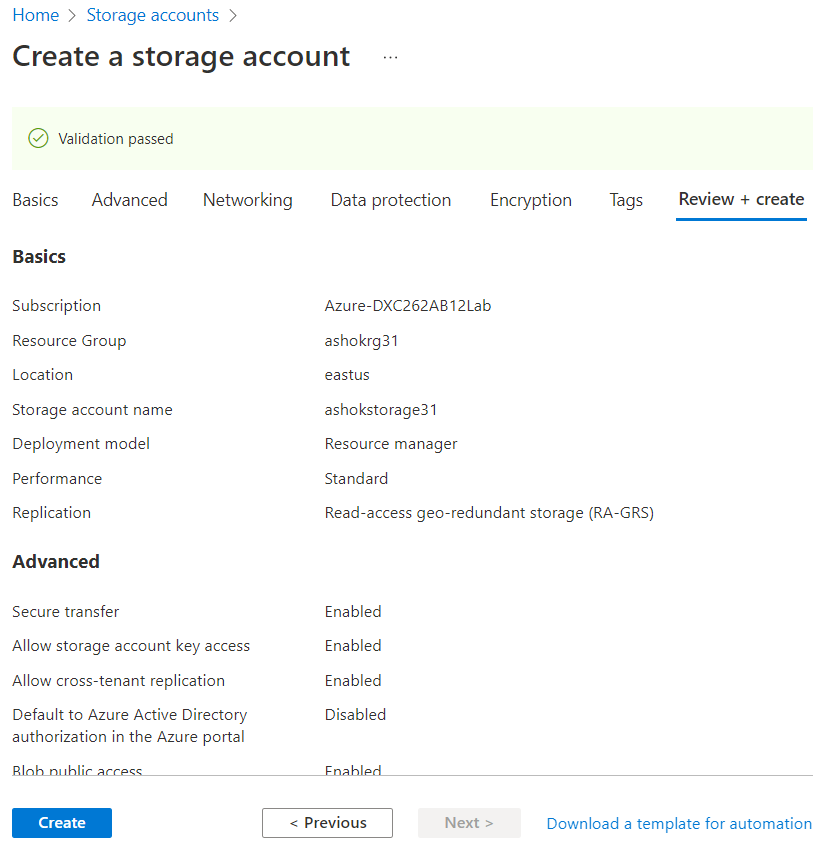 Home > Storage accounts >
Create a storage account ...
Validation passed
Basics Advanced Networking Data protection Encryption Tags Review + create
Basics
Subscription Azure-DXC262AB12Lab
Resource Group ashokrg31
Location eastus
Storage account name ashokstorage31
Deployment model Resource manager
Performance Standard
Replication Read-access geo-redundant storage (RA-GRS)
Advanced
Secure transfer Enabled
Allow storage account key access Enabled
Allow cross-tenant replication Enabled
Default to Azure Active Directory Disabled
authorization in the Azure portal
Blob public access Enabled
Create < Previous Next > Download a template for automation